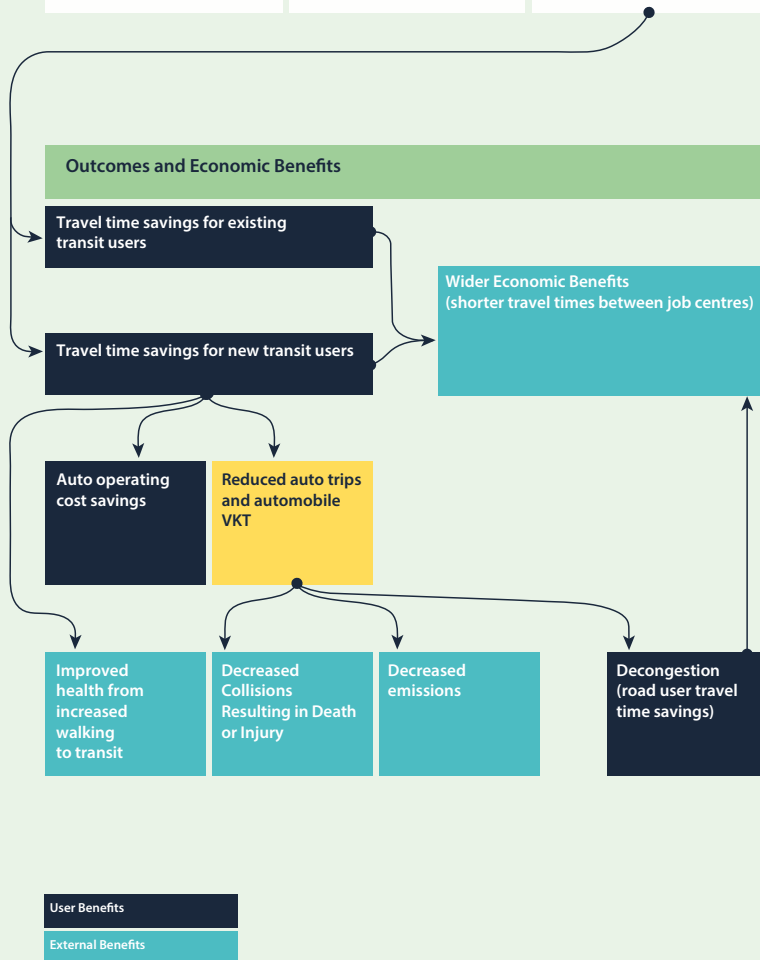 Outcomes and Economic Benefits
Travel time savings for existing
transit users
Wider Economic Benefits
(shorter travel times between job centres)
Travel time savings for new transit users
Auto operating
cost savings
Reduced auto trips
and automobile
VKT
Improved
health from
increased
walking
to transit
Decreased
Collisions
Resulting in Death
or Injury
Decreased
emissions
Decongestion
(road user travel
time savings)
User Benefits
External Benefits